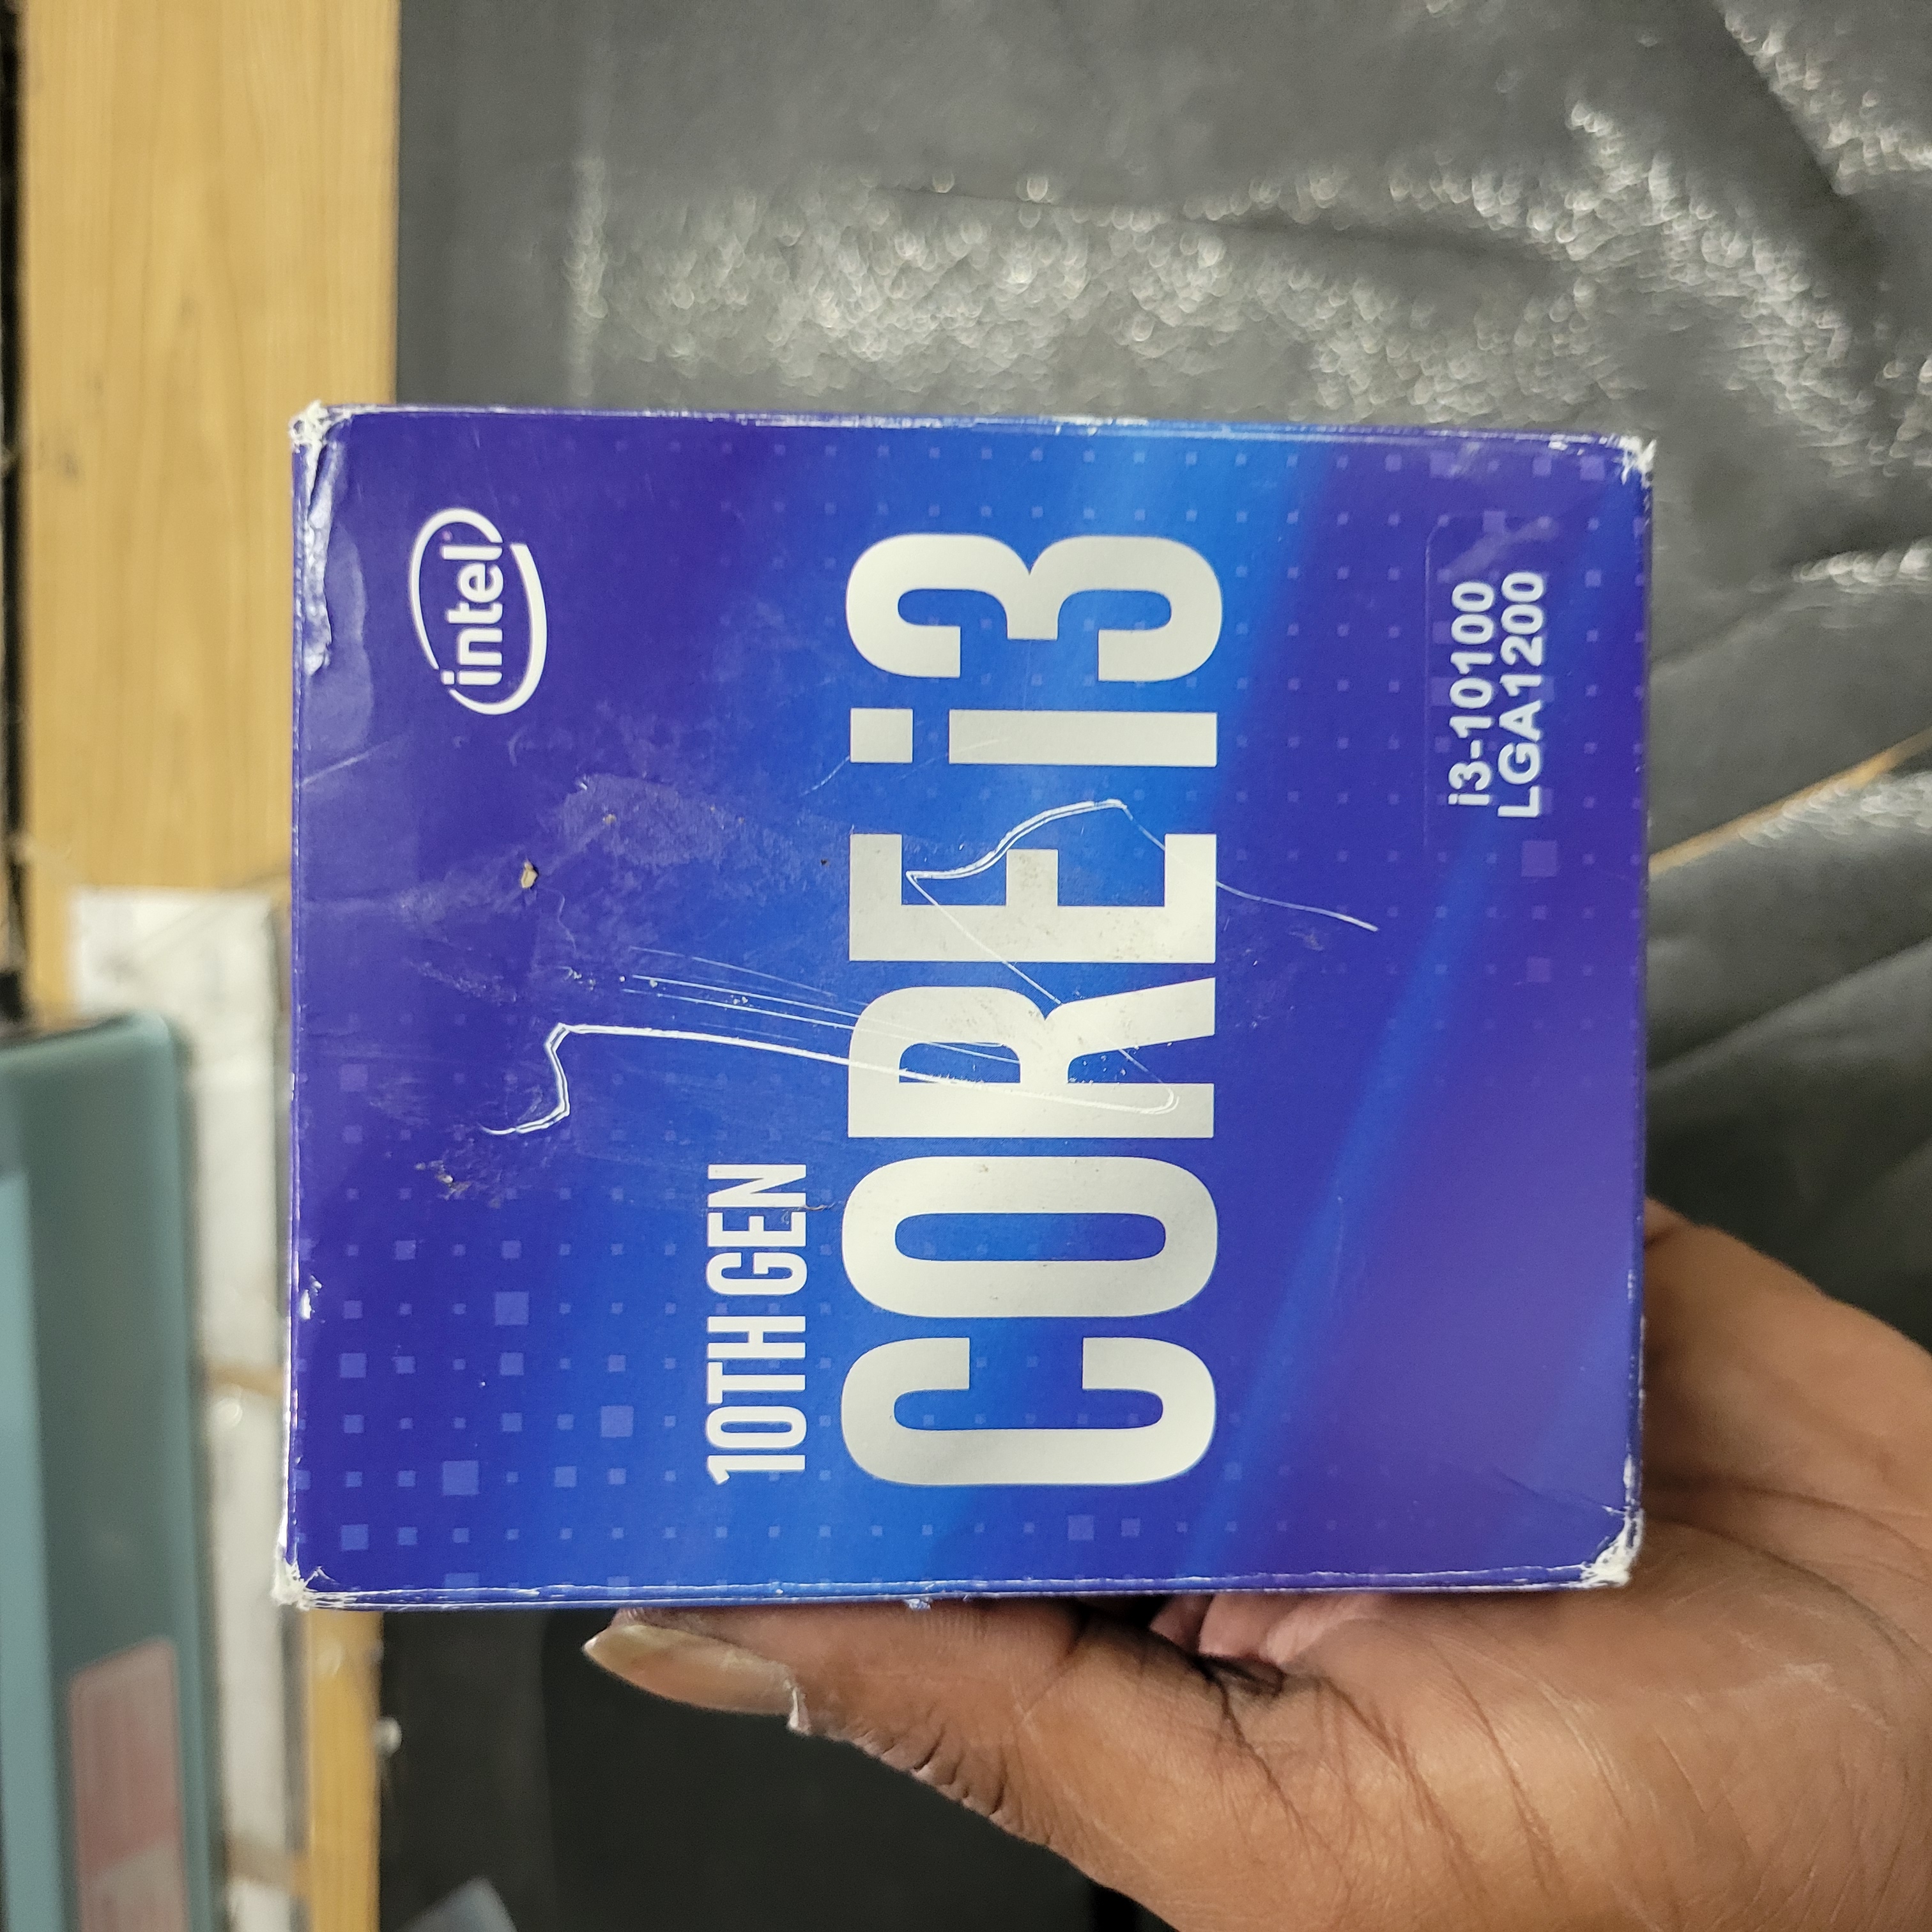 intel
10TH GEN
CORE i3
i3-10100
LGA1200